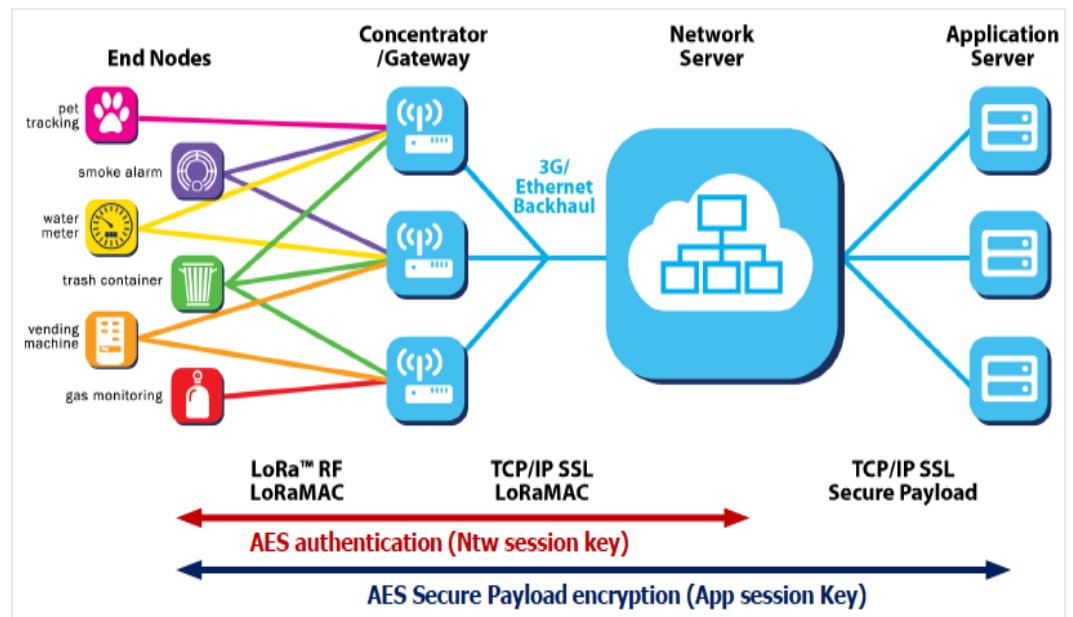 End Nodes
Concentrator
/Gateway
Network
Server
Application
Server
pet
tracking
smoke alarm
water
meter
trash container
vending
machine
gas monitoring
3G/
Ethernet
Backhaul
LoRa™ RF
LoRaMAC
TCP/IP SSL
LoRaMAC
TCP/IP SSL
Secure Payload
AES authentication (Ntw session key)
AES Secure Payload encryption (App session Key)